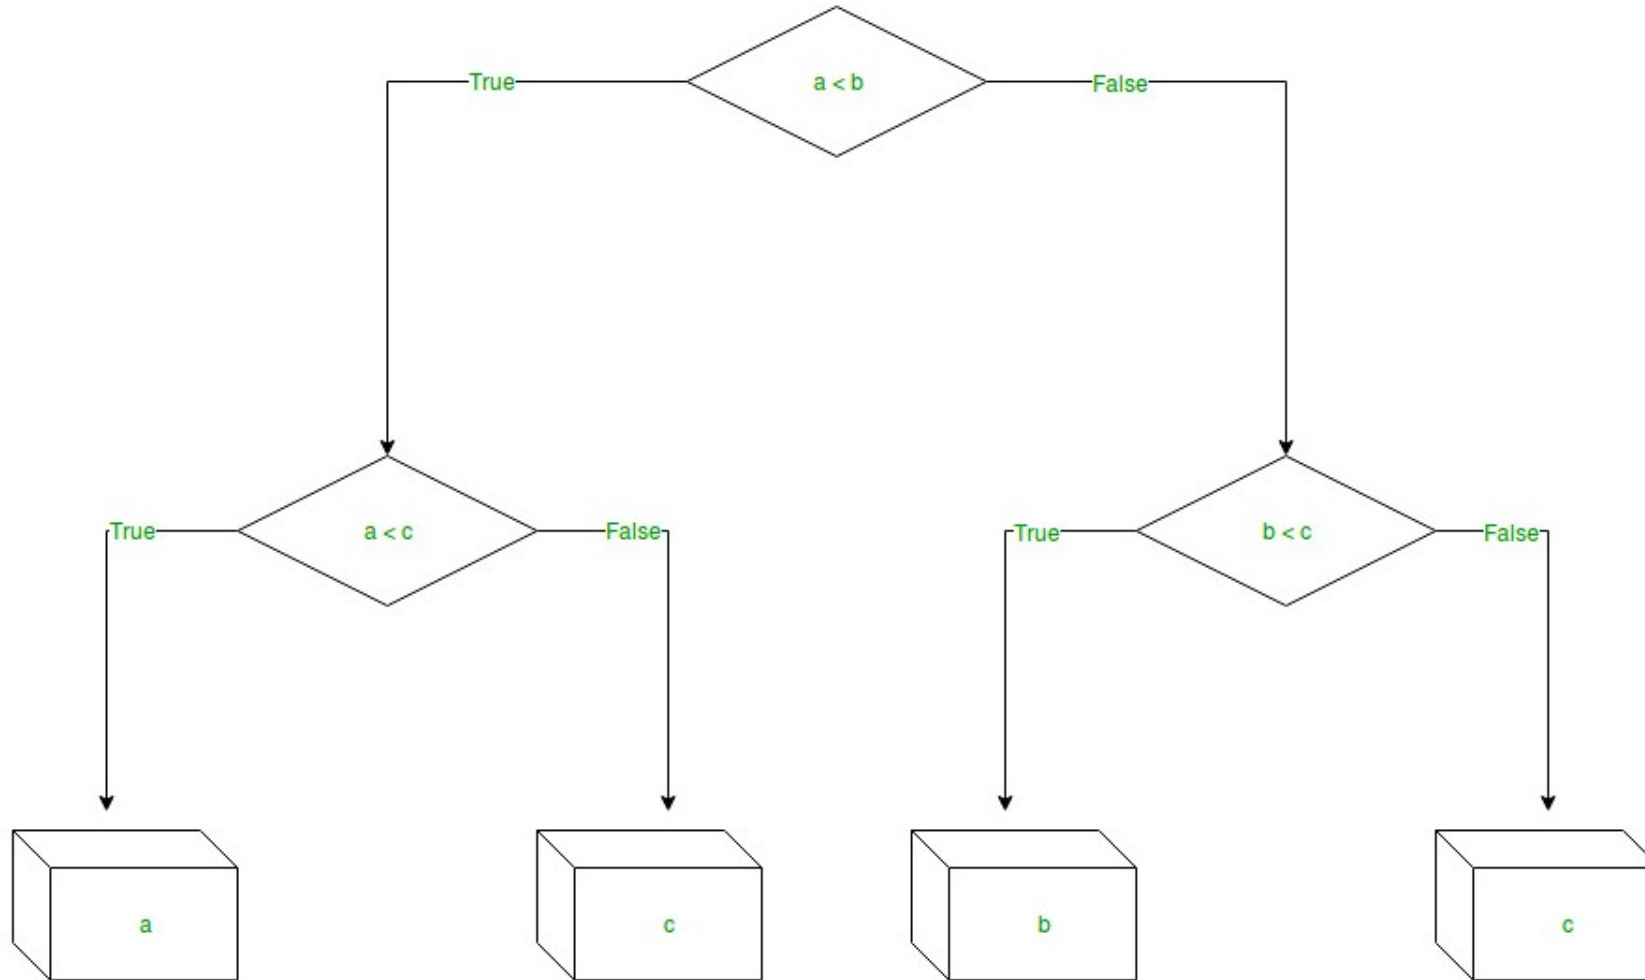 a < b
True
False
a < c
True
False
b < c
True
False
a
c
b
c